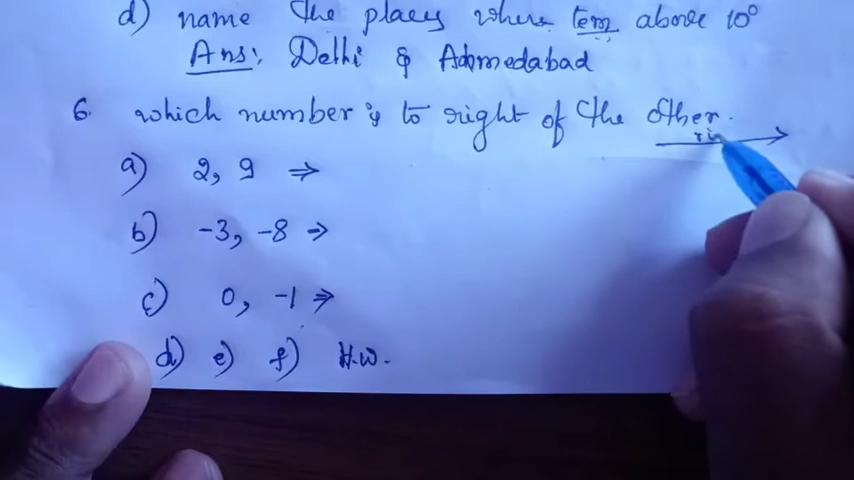 d) name the places where tem above 10°
Ans: Delhi & Ahmedabad
6. which number is to right of the other.
ri
a) 2, 9 ⇒
b) -3, -8 ⇒
c) 0, -1 ⇒
d) e) f) H.W.